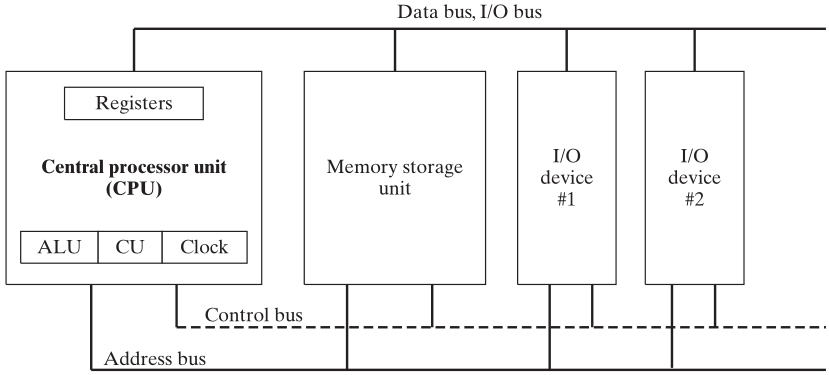 Data bus, I/O bus
Registers
Central processor unit
(CPU)
ALU
CU
Clock
Memory storage
unit
I/O
device
#1
I/O
device
#2
Control bus
Address bus